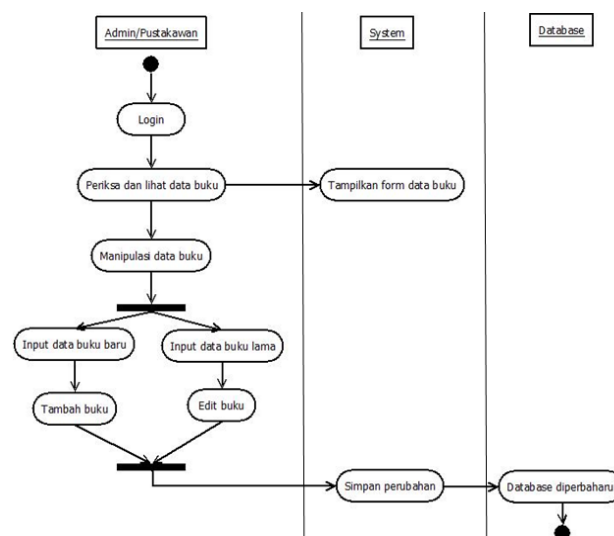 Admin/Pustakawan
System
Database
Login
Periksa dan lihat data buku
Tampilkan form data buku
Manipulasi data buku
Input data buku baru
Input data buku lama
Tambah buku
Edit buku
Simpan perubahan
Database diperbaharu